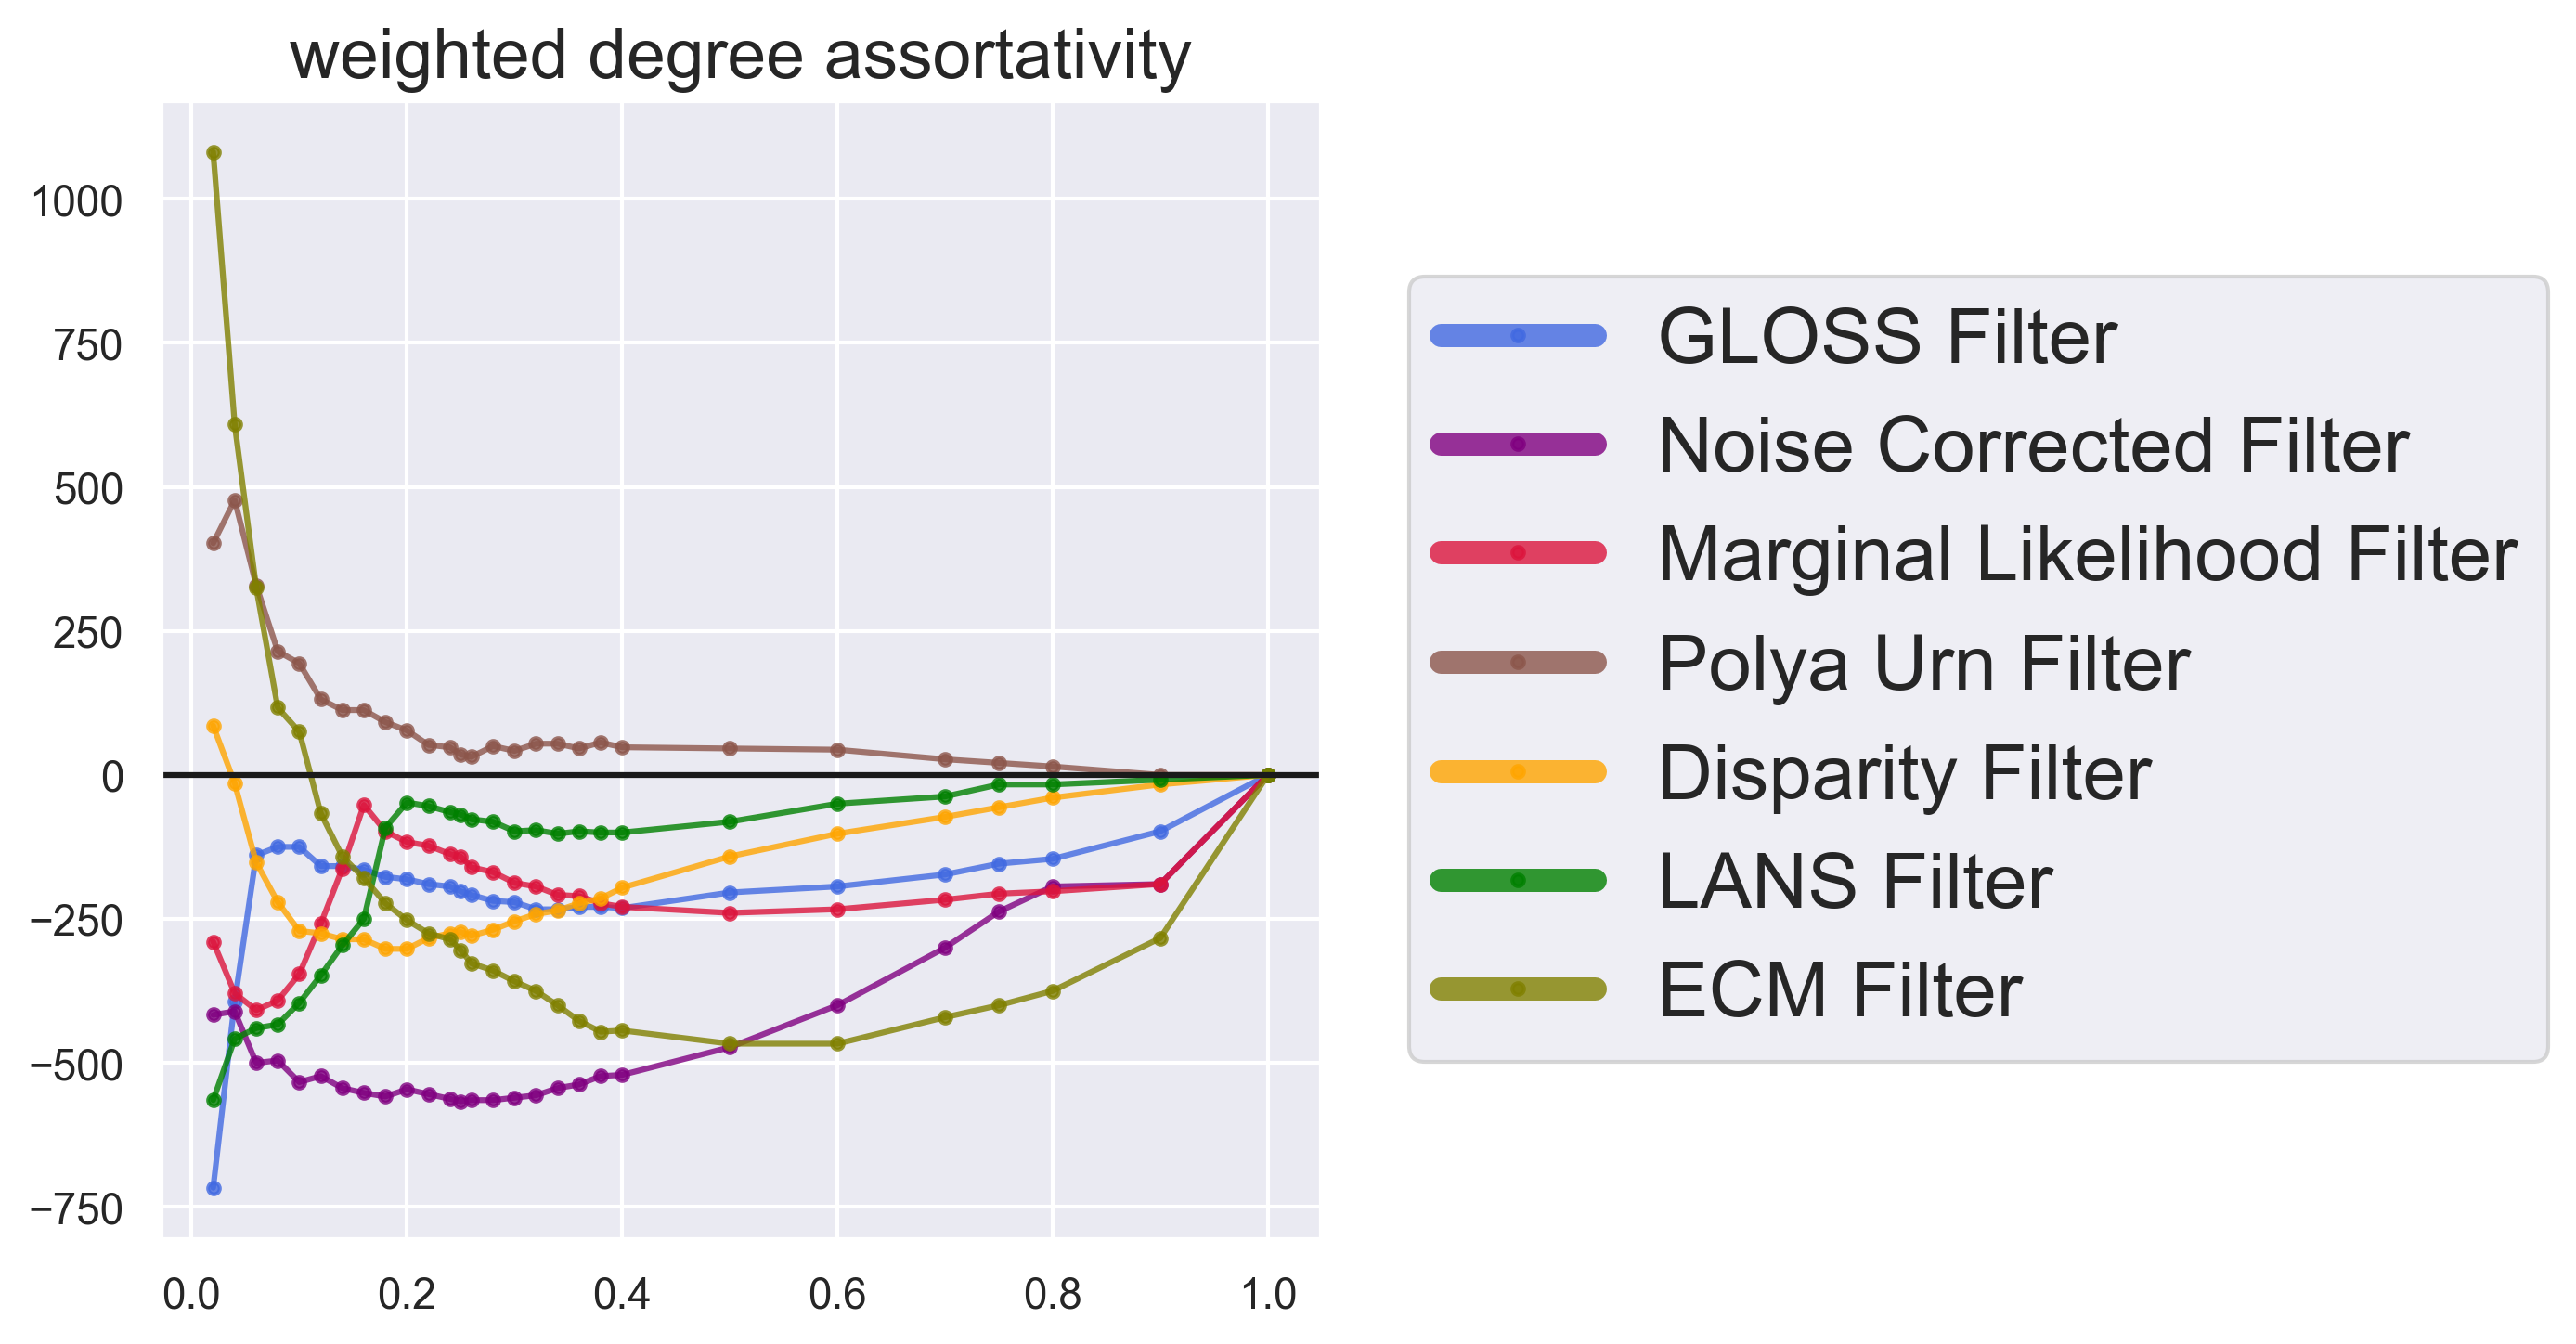 weighted degree assortativity
1000
750
500
250
0
−250
−500
−750
0.0 0.2 0.4 0.6 0.8 1.0
GLOSS Filter
Noise Corrected Filter
Marginal Likelihood Filter
Polya Urn Filter
Disparity Filter
LANS Filter
ECM Filter